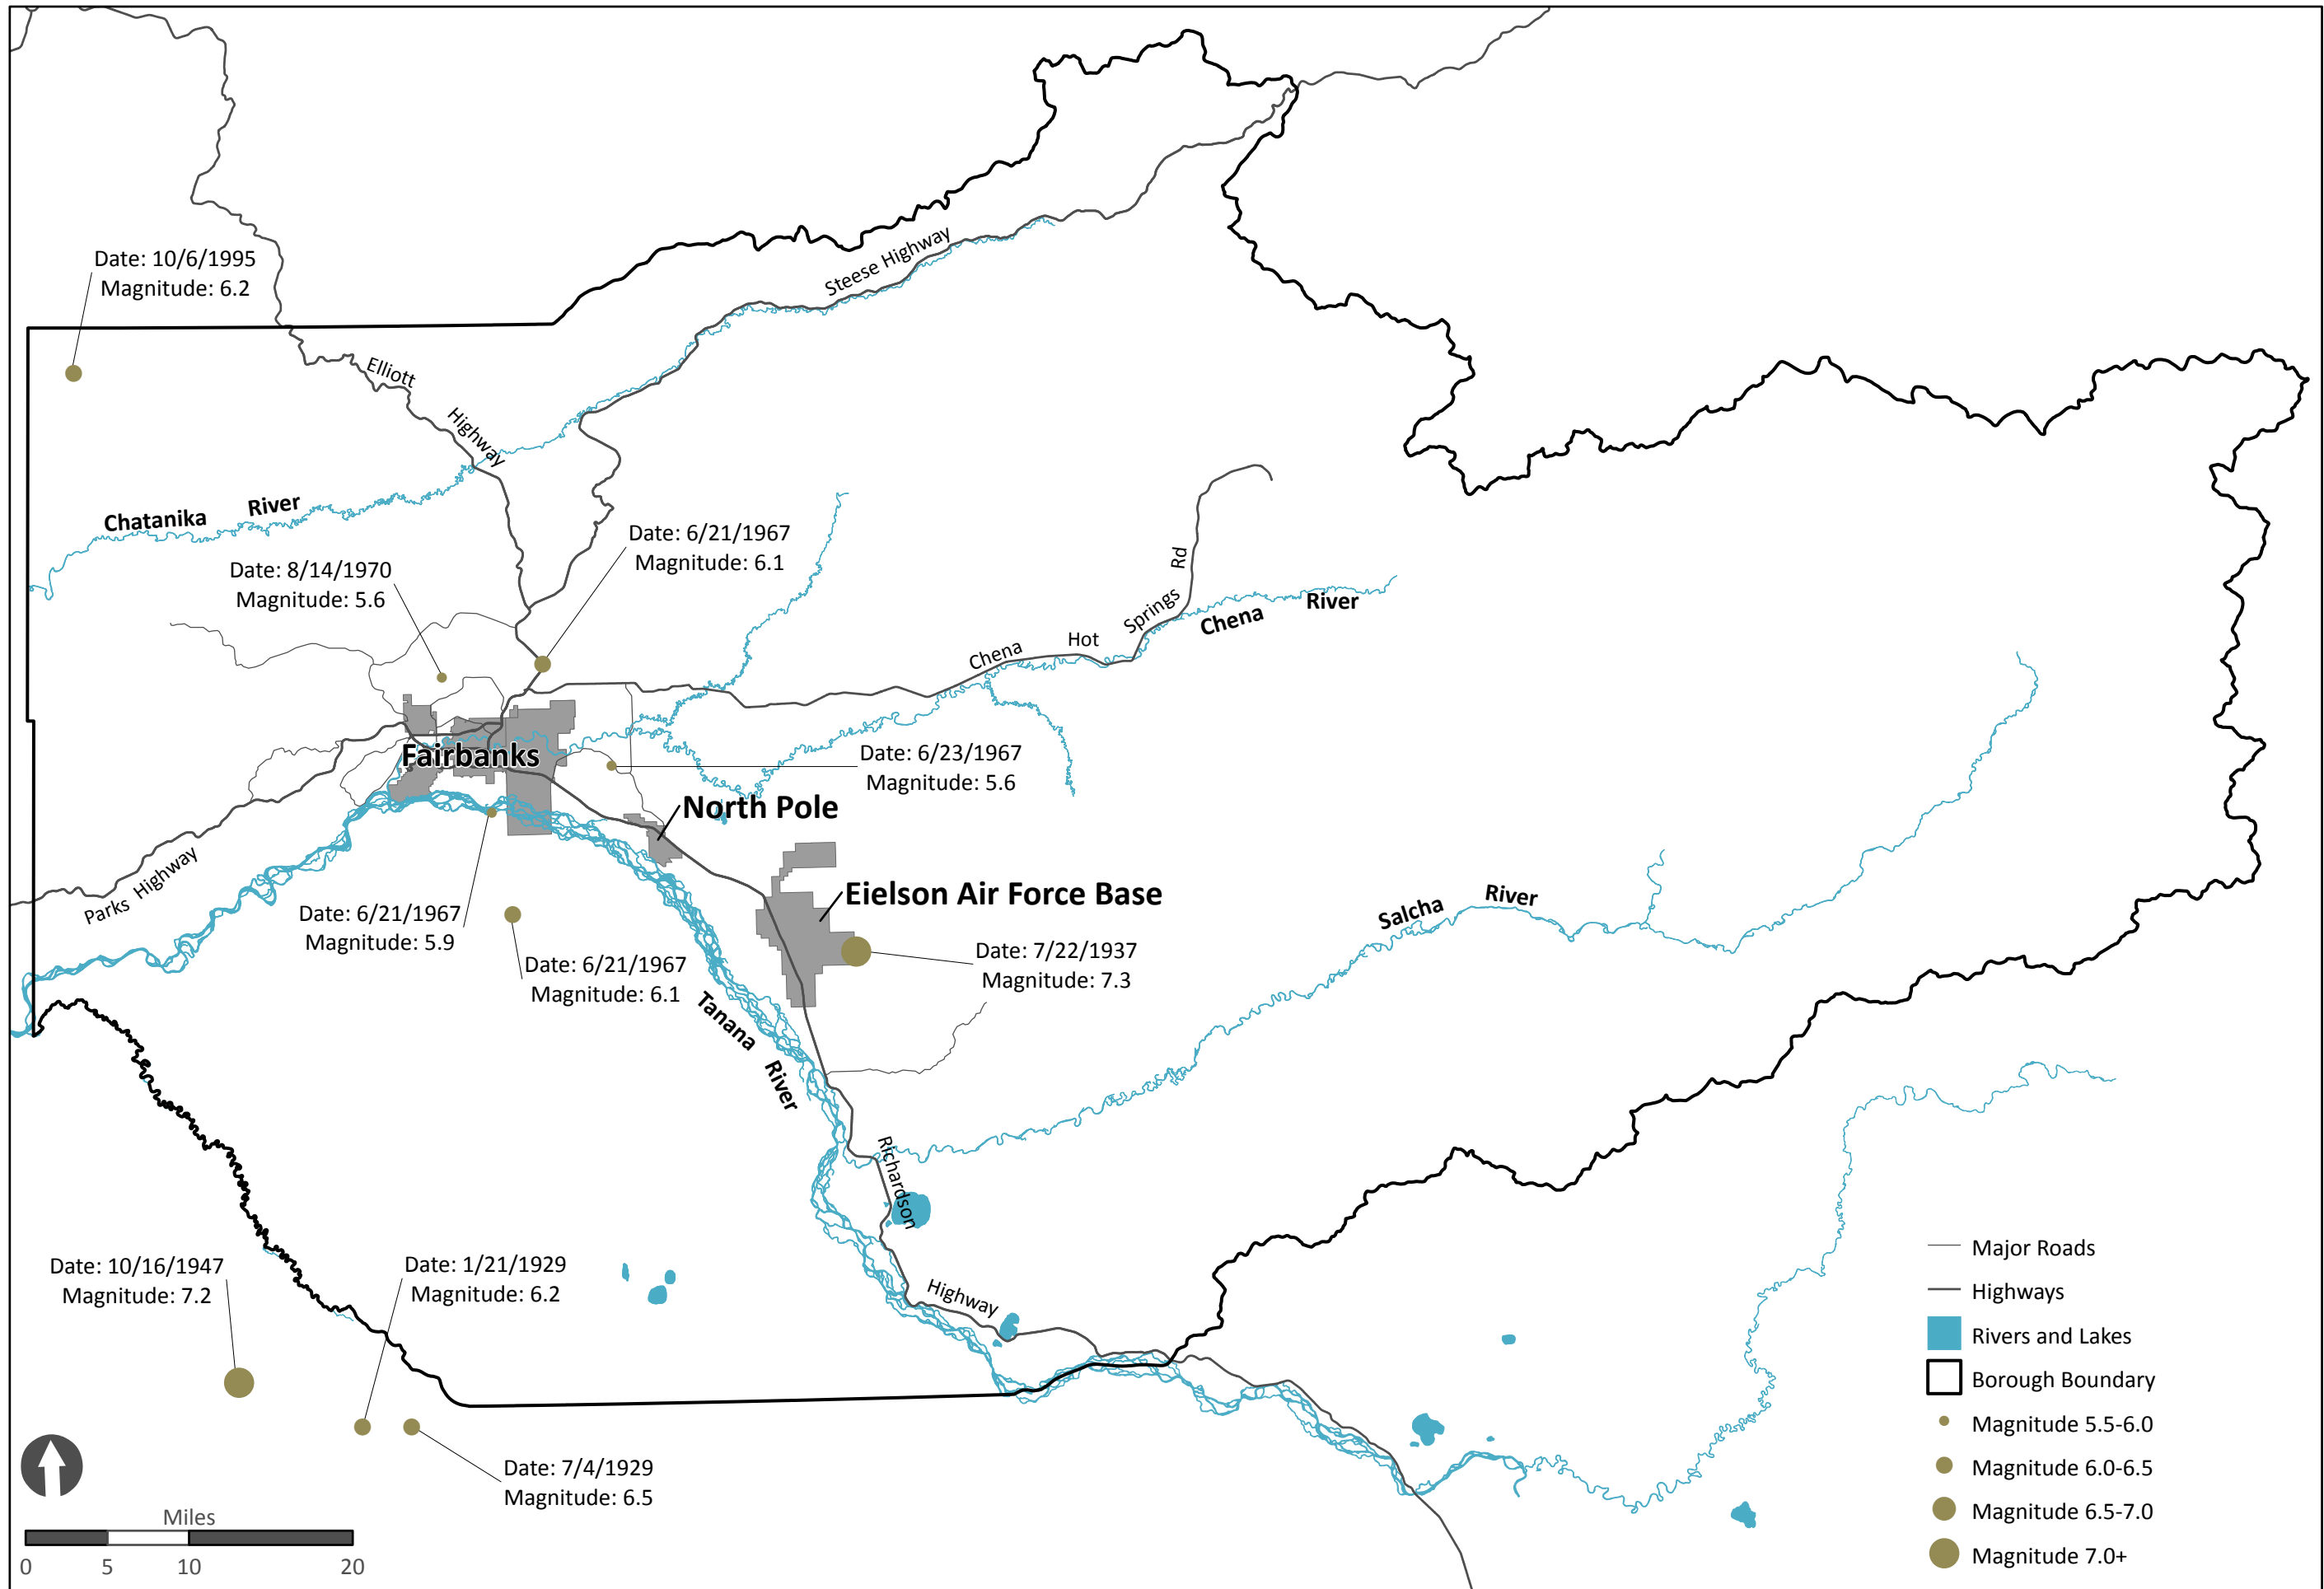 Date: 10/6/1995
Magnitude: 6.2
Steese Highway
Elliott
Highway
Chatanika River
Date: 6/21/1967
Magnitude: 6.1
Date: 8/14/1970
Magnitude: 5.6
Chena Hot Springs Rd
Chena River
Fairbanks
Date: 6/23/1967
Magnitude: 5.6
North Pole
Parks Highway
Eielson Air Force Base
Salcha River
Date: 6/21/1967
Magnitude: 5.9
Date: 6/21/1967
Magnitude: 6.1
Date: 7/22/1937
Magnitude: 7.3
Tanana River
Richardson
Highway
Date: 10/16/1947
Magnitude: 7.2
Date: 1/21/1929
Magnitude: 6.2
Date: 7/4/1929
Magnitude: 6.5
Miles
0 5 10 20
Major Roads
Highways
Rivers and Lakes
Borough Boundary
Magnitude 5.5-6.0
Magnitude 6.0-6.5
Magnitude 6.5-7.0
Magnitude 7.0+